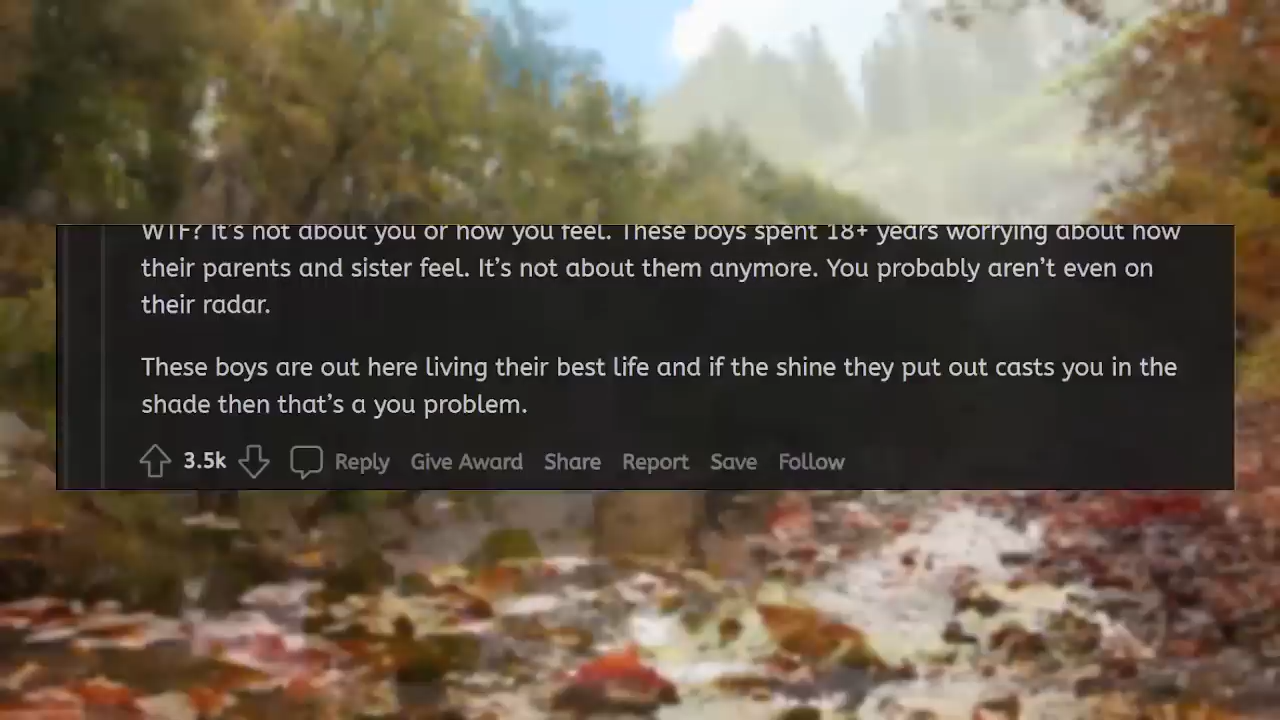 WTF? It’s not about you or how you feel. These boys spent 18+ years worrying about how
their parents and sister feel. It’s not about them anymore. You probably aren’t even on
their radar.
These boys are out here living their best life and if the shine they put out casts you in the
shade then that’s a you problem.
3.5k Reply Give Award Share Report Save Follow